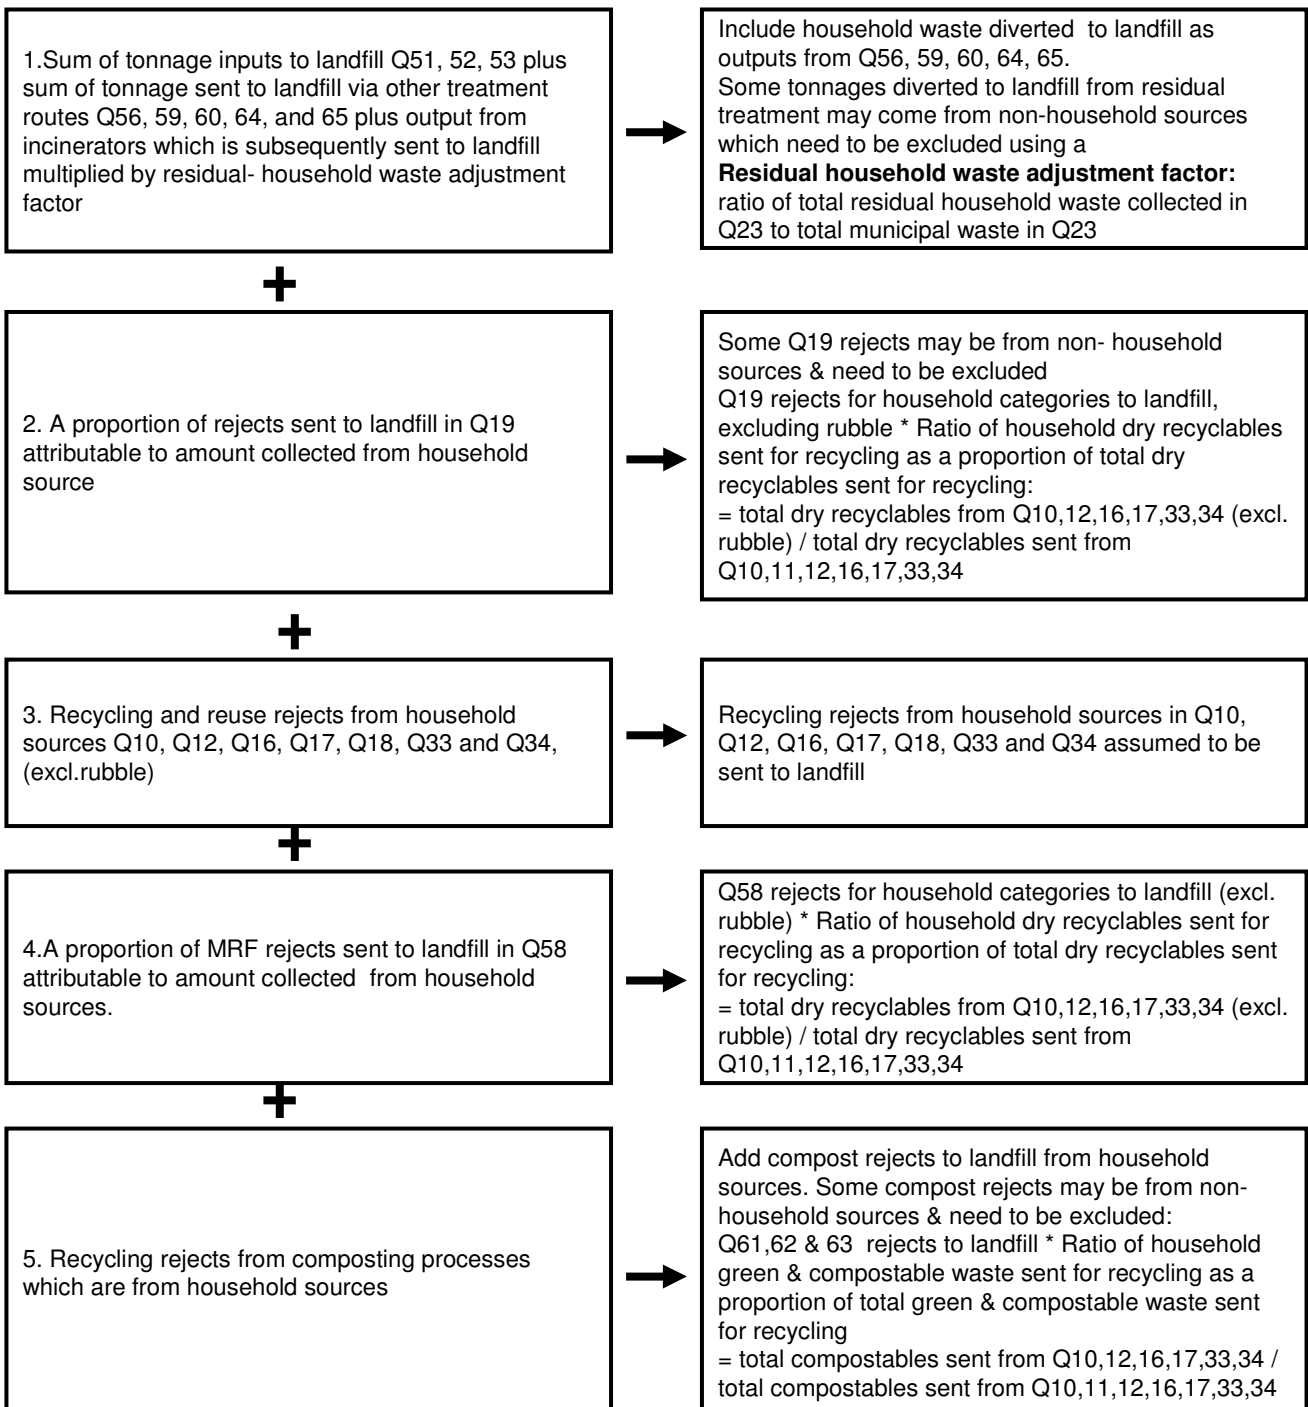 1.Sum of tonnage inputs to landfill Q51, 52, 53 plus
sum of tonnage sent to landfill via other treatment
routes Q56, 59, 60, 64, and 65 plus output from
incinerators which is subsequently sent to landfill
multiplied by residual- household waste adjustment
factor
Include household waste diverted to landfill as
outputs from Q56, 59, 60, 64, 65.
Some tonnages diverted to landfill from residual
treatment may come from non-household sources
which need to be excluded using a
Residual household waste adjustment factor:
ratio of total residual household waste collected in
Q23 to total municipal waste in Q23
+
2. A proportion of rejects sent to landfill in Q19
attributable to amount collected from household
source
Some Q19 rejects may be from non- household
sources & need to be excluded
Q19 rejects for household categories to landfill,
excluding rubble * Ratio of household dry recyclables
sent for recycling as a proportion of total dry
recyclables sent for recycling:
= total dry recyclables from Q10,12,16,17,33,34 (excl.
rubble) / total dry recyclables sent from
Q10,11,12,16,17,33,34
+
3. Recycling and reuse rejects from household
sources Q10, Q12, Q16, Q17, Q18, Q33 and Q34,
(excl.rubble)
Recycling rejects from household sources in Q10,
Q12, Q16, Q17, Q18, Q33 and Q34 assumed to be
sent to landfill
+
4.A proportion of MRF rejects sent to landfill in Q58
attributable to amount collected from household
sources.
Q58 rejects for household categories to landfill (excl.
rubble) * Ratio of household dry recyclables sent for
recycling as a proportion of total dry recyclables sent
for recycling:
= total dry recyclables from Q10,12,16,17,33,34 (excl.
rubble) / total dry recyclables sent from
Q10,11,12,16,17,33,34
+
5. Recycling rejects from composting processes
which are from household sources
Add compost rejects to landfill from household
sources. Some compost rejects may be from non-
household sources & need to be excluded:
Q61,62 & 63 rejects to landfill * Ratio of household
green & compostable waste sent for recycling as a
proportion of total green & compostable waste sent
for recycling
= total compostables sent from Q10,12,16,17,33,34 /
total compostables sent from Q10,11,12,16,17,33,34